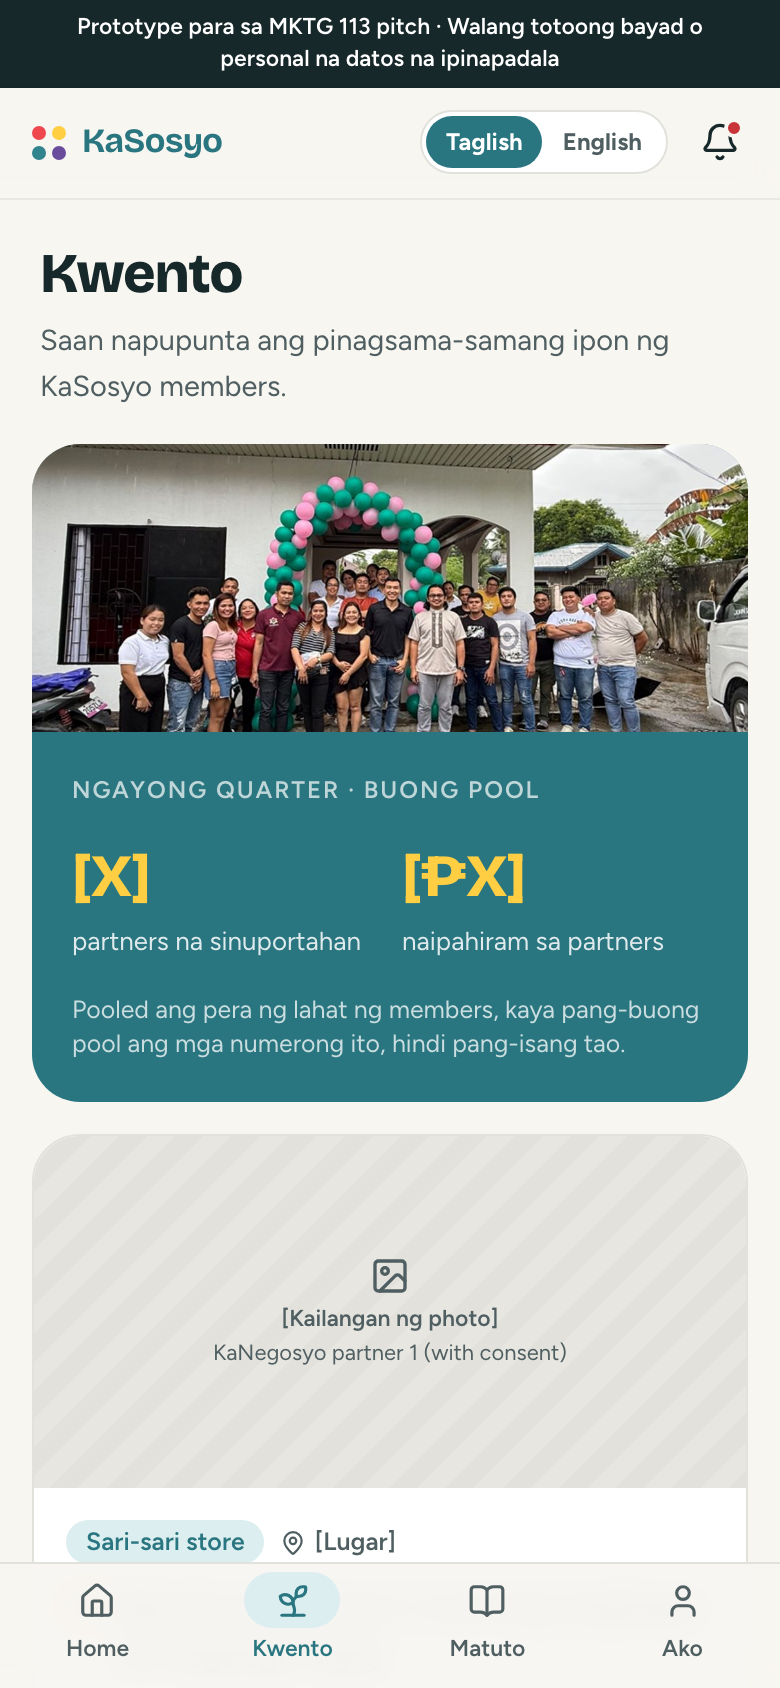 Prototype para sa MKTG 113 pitch · Walang totoong bayad o
personal na datos na ipinapadala
KaSosyo
Taglish
English
Kwento
Saan napupunta ang pinagsama-samang ipon ng
KaSosyo members.
NGAYONG QUARTER · BUONG POOL
[X]
[₱X]
partners na sinuportahan
naipahiram sa partners
Pooled ang pera ng lahat ng members, kaya pang-buong
pool ang mga numerong ito, hindi pang-isang tao.
[Kailangan ng photo]
KaNegosyo partner 1 (with consent)
Sari-sari store
[Lugar]
Home
Kwento
Matuto
Ako